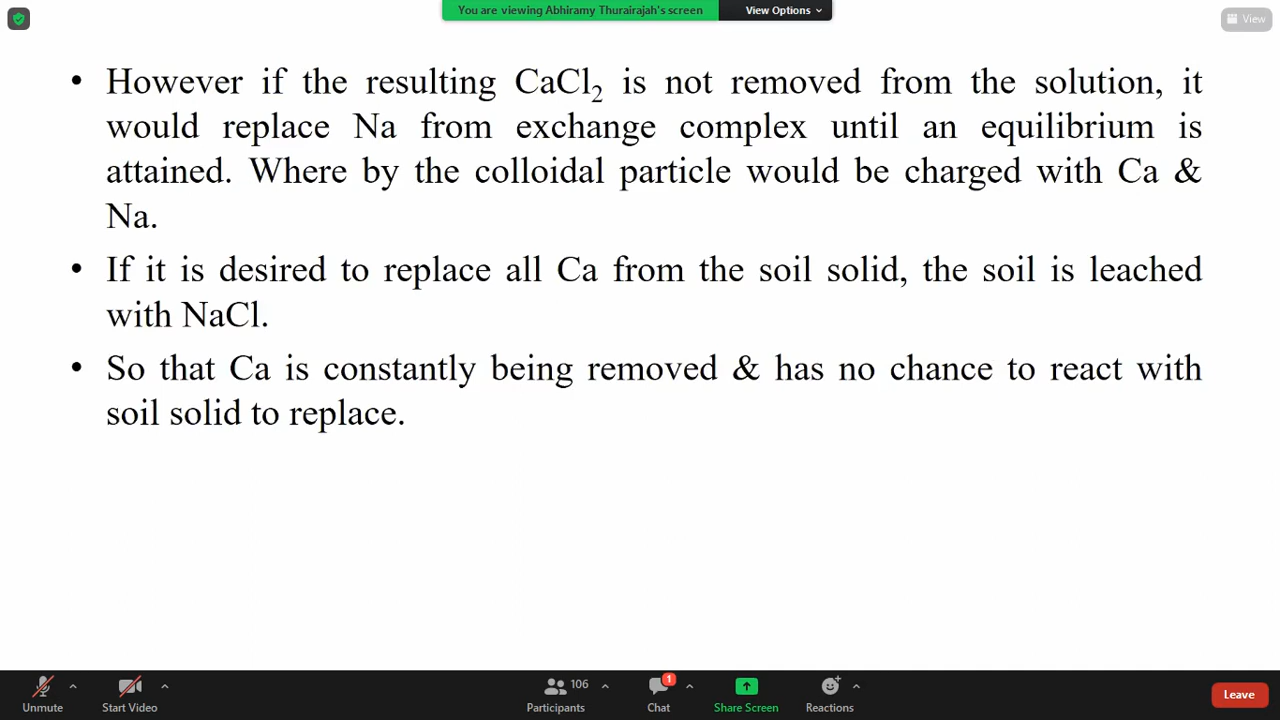 You are viewing Abhiramy Thurairajah's screen
View Options
View
• However if the resulting CaCl₂ is not removed from the solution, it
would replace Na from exchange complex until an equilibrium is
attained. Where by the colloidal particle would be charged with Ca &
Na.
• If it is desired to replace all Ca from the soil solid, the soil is leached
with NaCl.
• So that Ca is constantly being removed & has no chance to react with
soil solid to replace.
Unmute
Start Video
106
Participants
1
Chat
Share Screen
Reactions
Leave